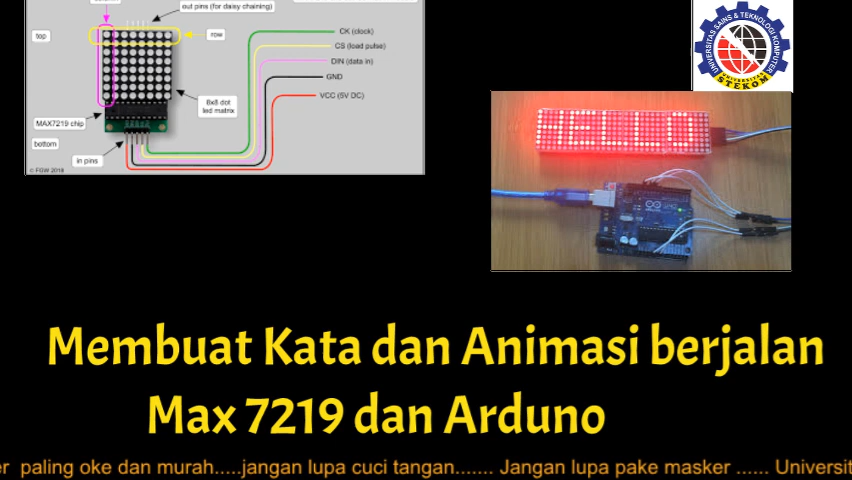 out pins (for daisy chaining)
top
row
CK (clock)
CS (load pulse)
DIN (data in)
GND
VCC (5V DC)
8x8 dot
led matrix
MAX7219 chip
bottom
in pins
© FGW 2018
UNIVERSITAS SAINS & TEKNOLOGI KOMPUTER
UNIVERSITAS
STEKOM
HELLO
Membuat Kata dan Animasi berjalan
Max 7219 dan Arduno
er paling oke dan murah.....jangan lupa cuci tangan....... Jangan lupa pake masker ...... Universit